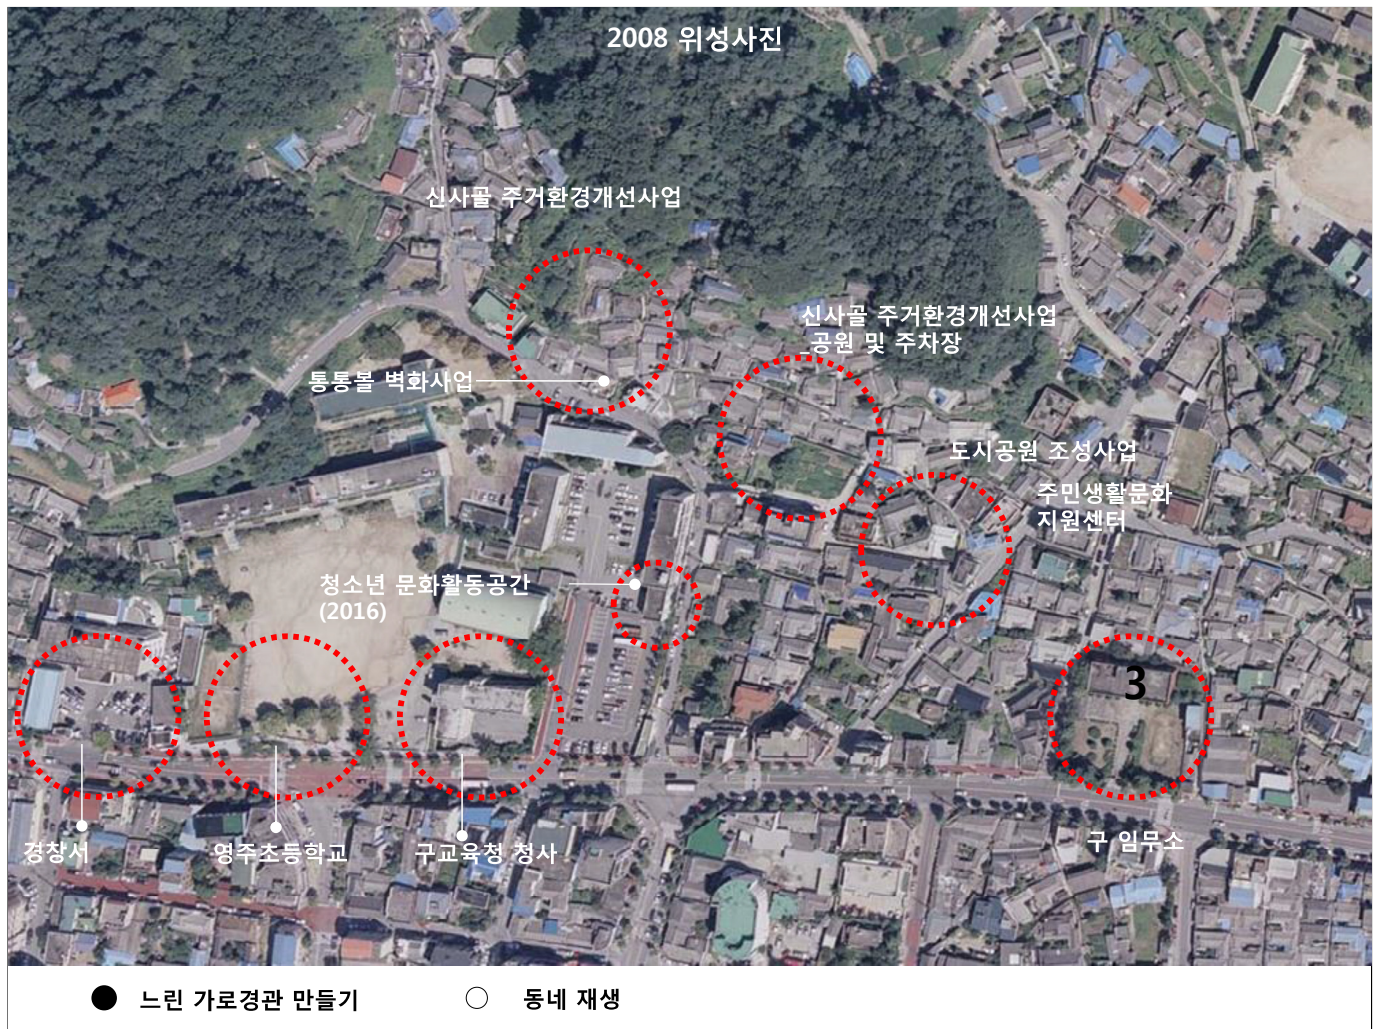 2008 위성사진
신사골 주거환경개선사업
신사골 주거환경개선사업
_공원 및 주차장
통통볼 벽화사업
도시공원 조성사업
주민생활문화
지원센터
청소년 문화활동공간
(2016)
3
경찰서
영주초등학교
구교육청 청사
구 임무소
느린 가로경관 만들기
동네 재생